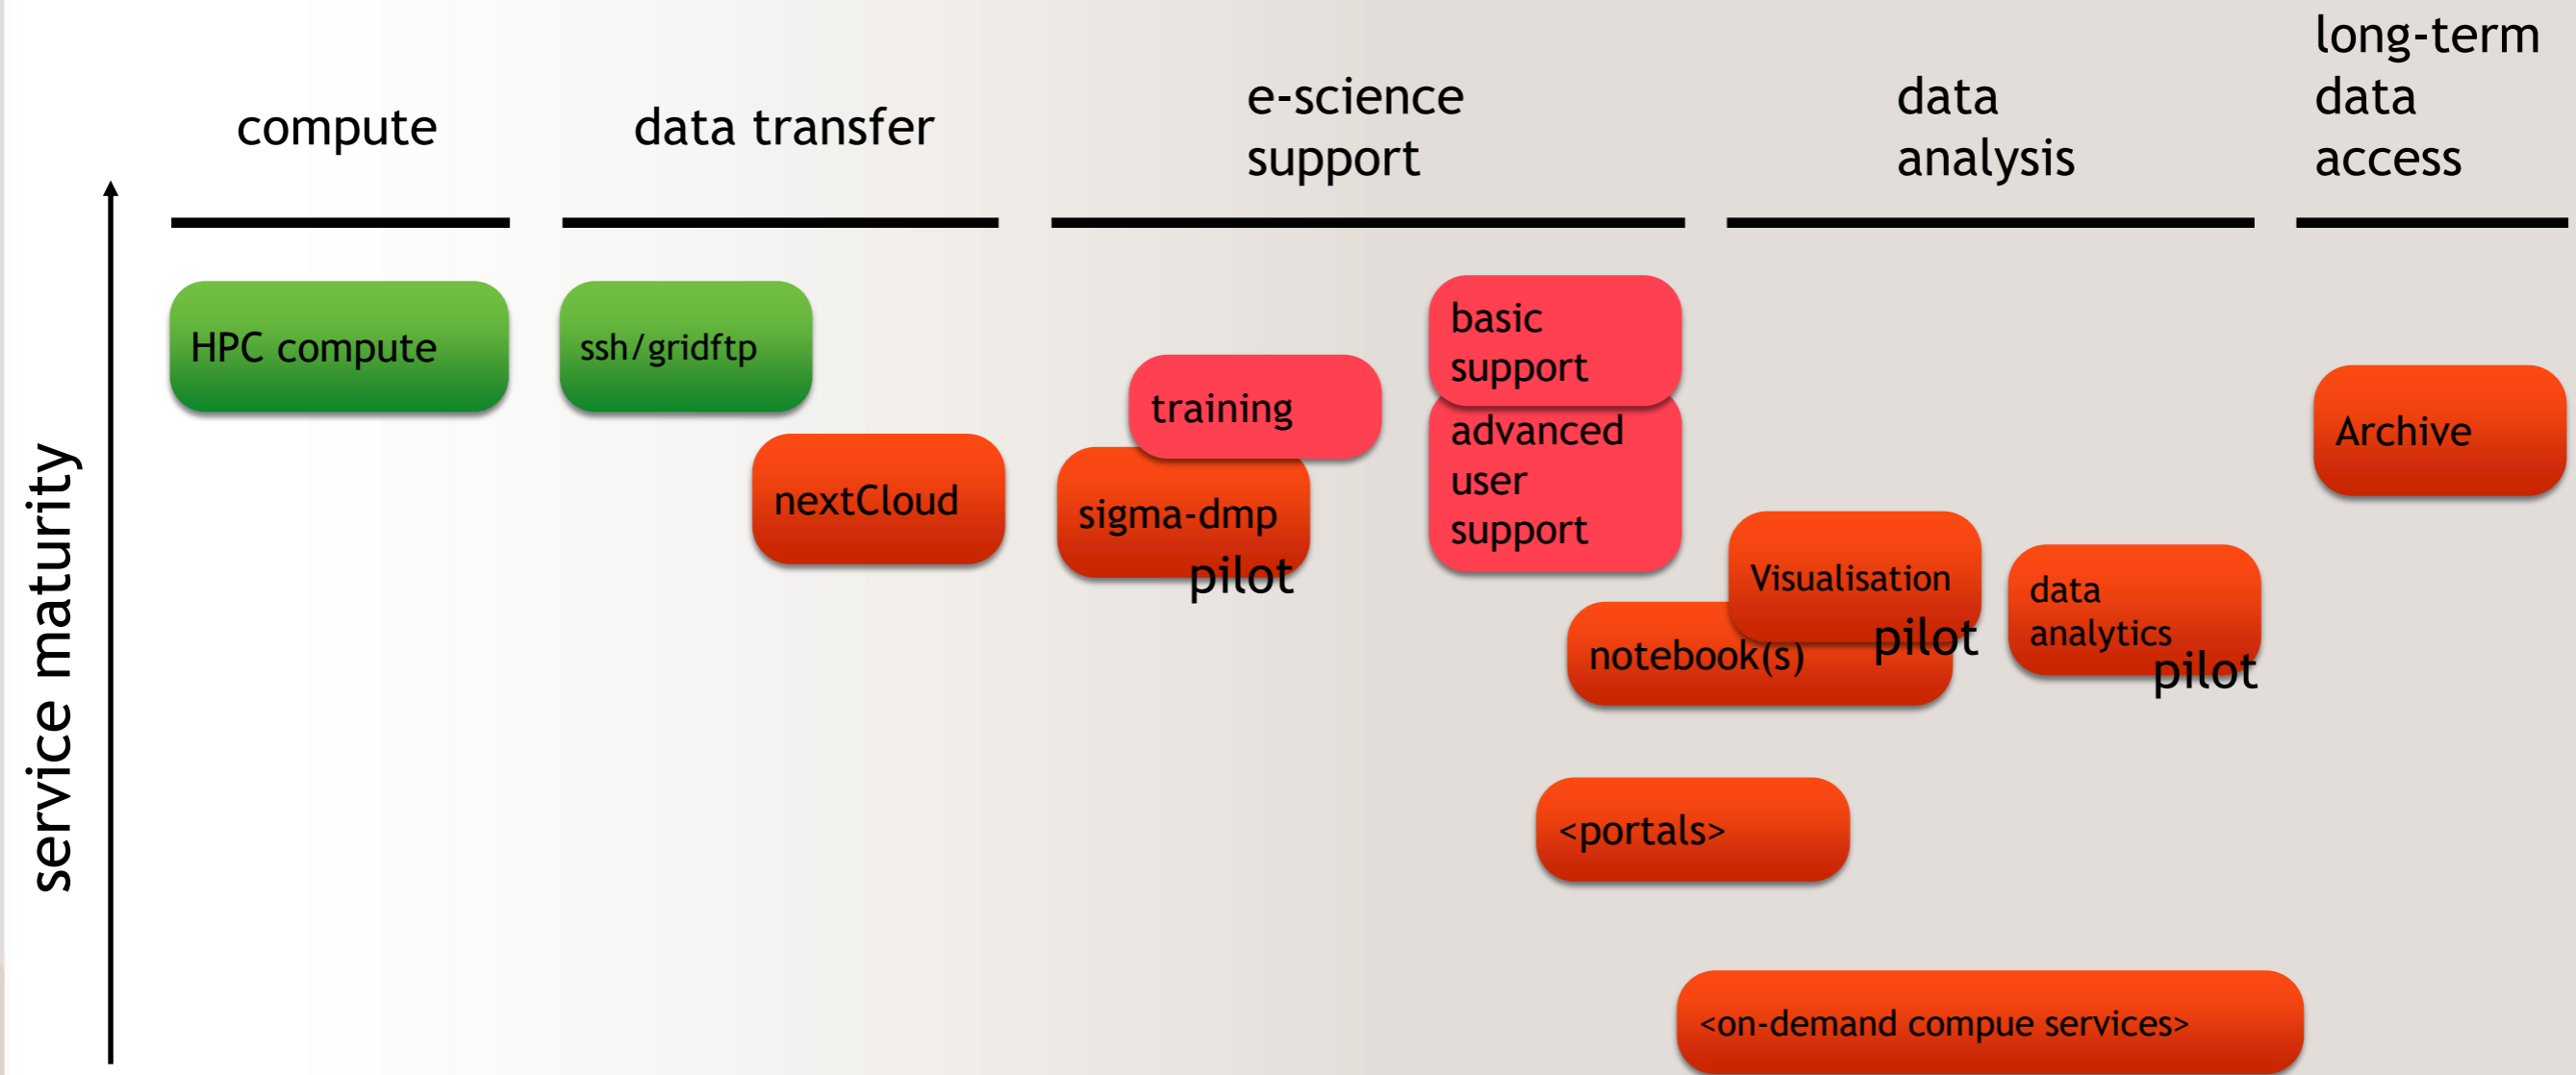 compute
data transfer
e-science
support
data
analysis
long-term
data
access
service maturity
HPC compute
ssh/gridftp
nextCloud
training
sigma-dmp
pilot
basic
support
advanced
user
support
Visualisation
pilot
notebook(s)
data
analytics
pilot
Archive
<portals>
<on-demand compue services>